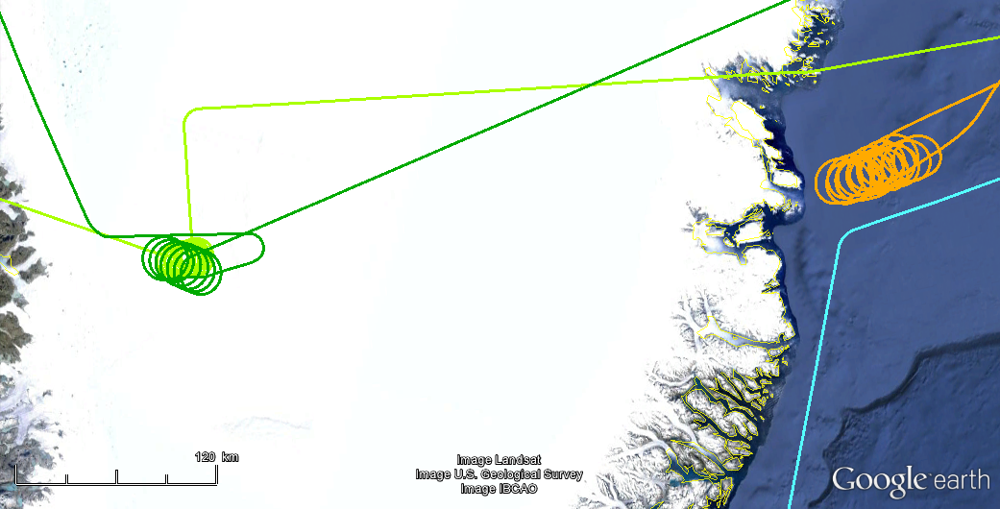 120 km
Image Landsat
Image U.S. Geological Survey
Image IBCAO
Google earth